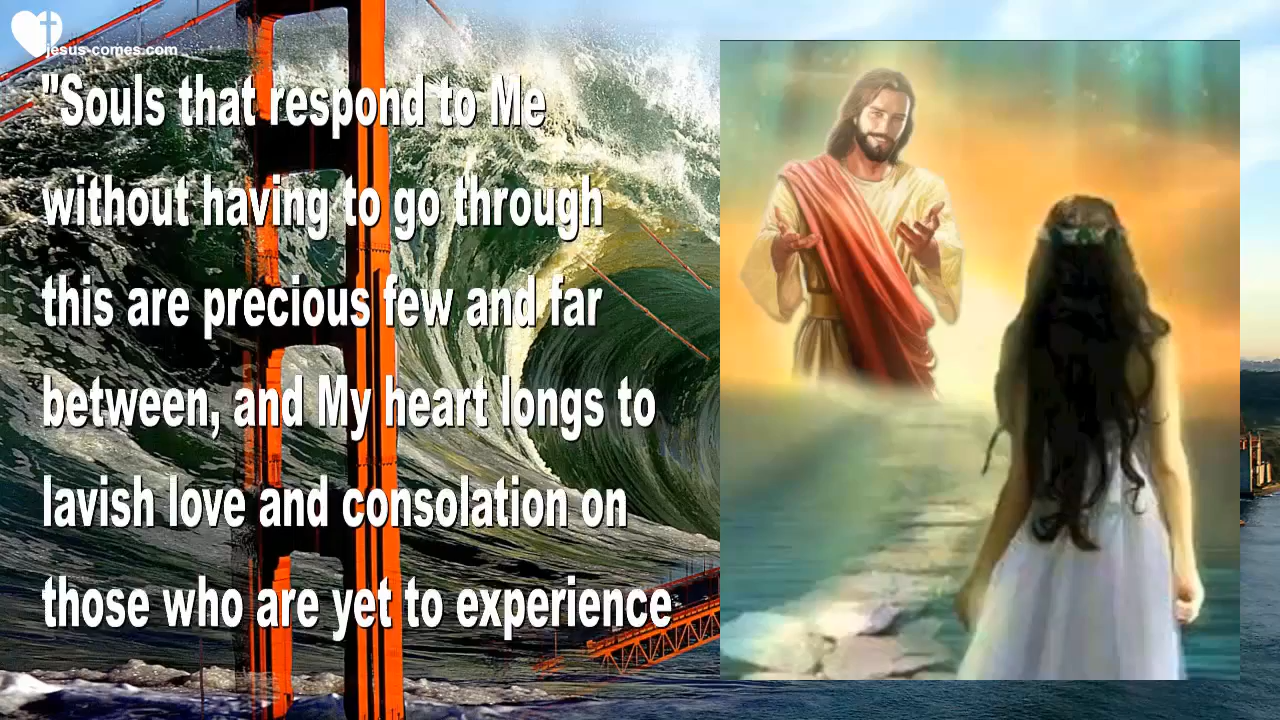 jesus-comes.com
"Souls that respond to Me
without having to go through
this are precious few and far
between, and My heart longs to
lavish love and consolation on
those who are yet to experience